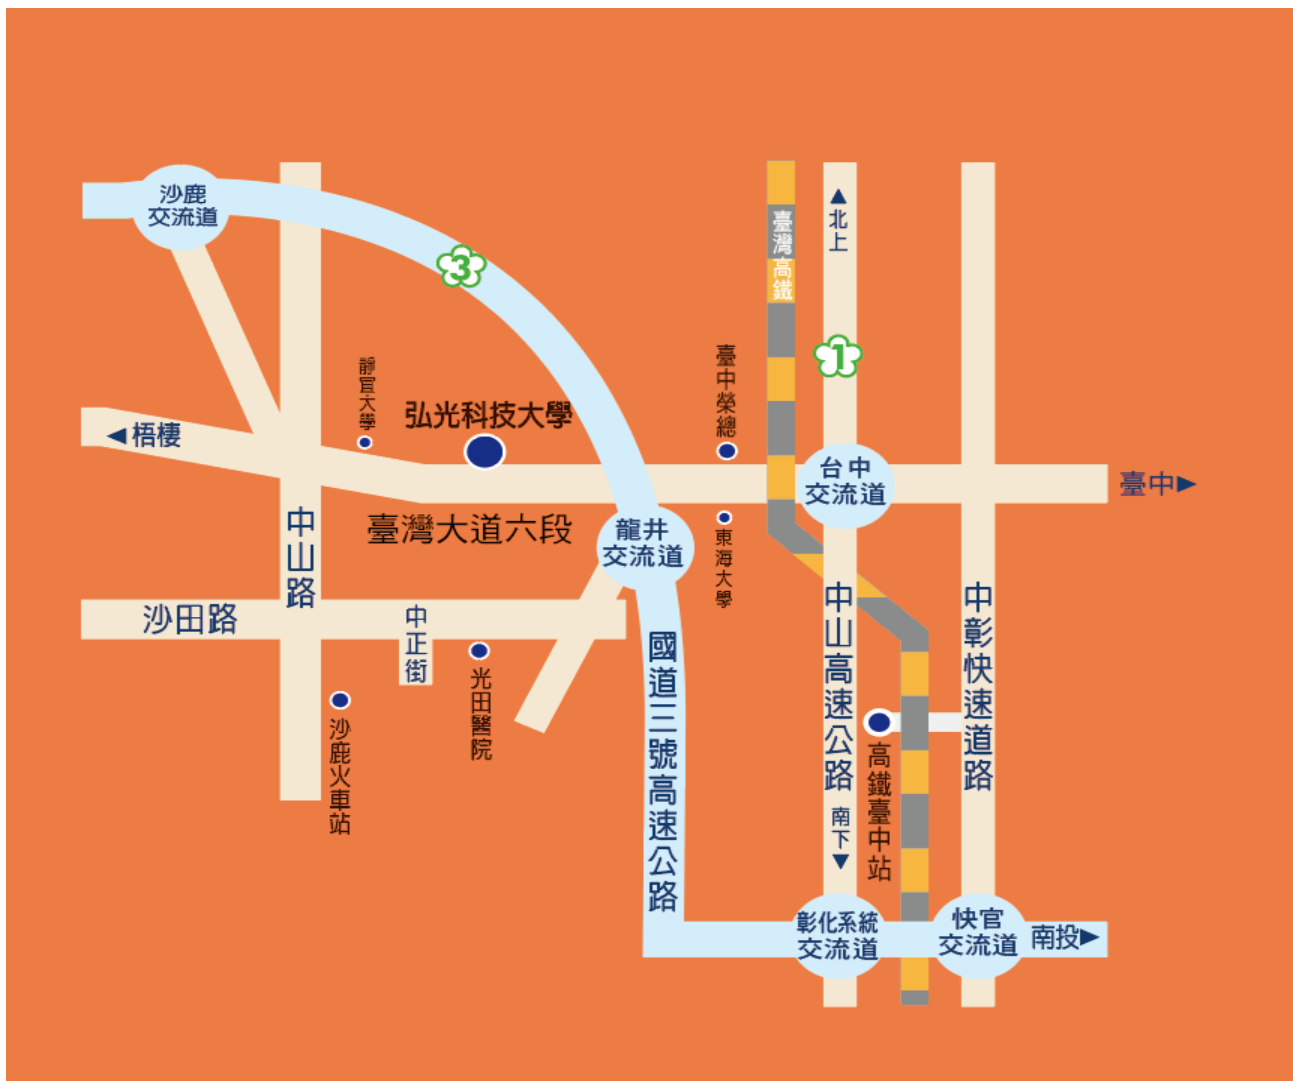 沙鹿
交流道
3
臺灣高鐵
▲
北上
1
靜宜大學
弘光科技大學
臺中榮總
◀梧棲
台中
交流道
臺中▶
臺灣大道六段
龍井
交流道
東海大學
中山路
沙田路
中正街
光田醫院
沙鹿火車站
國道三號高速公路
中山高速公路
南下
▼
中彰快速道路
高鐵臺中站
彰化系統
交流道
快官
交流道
南投▶